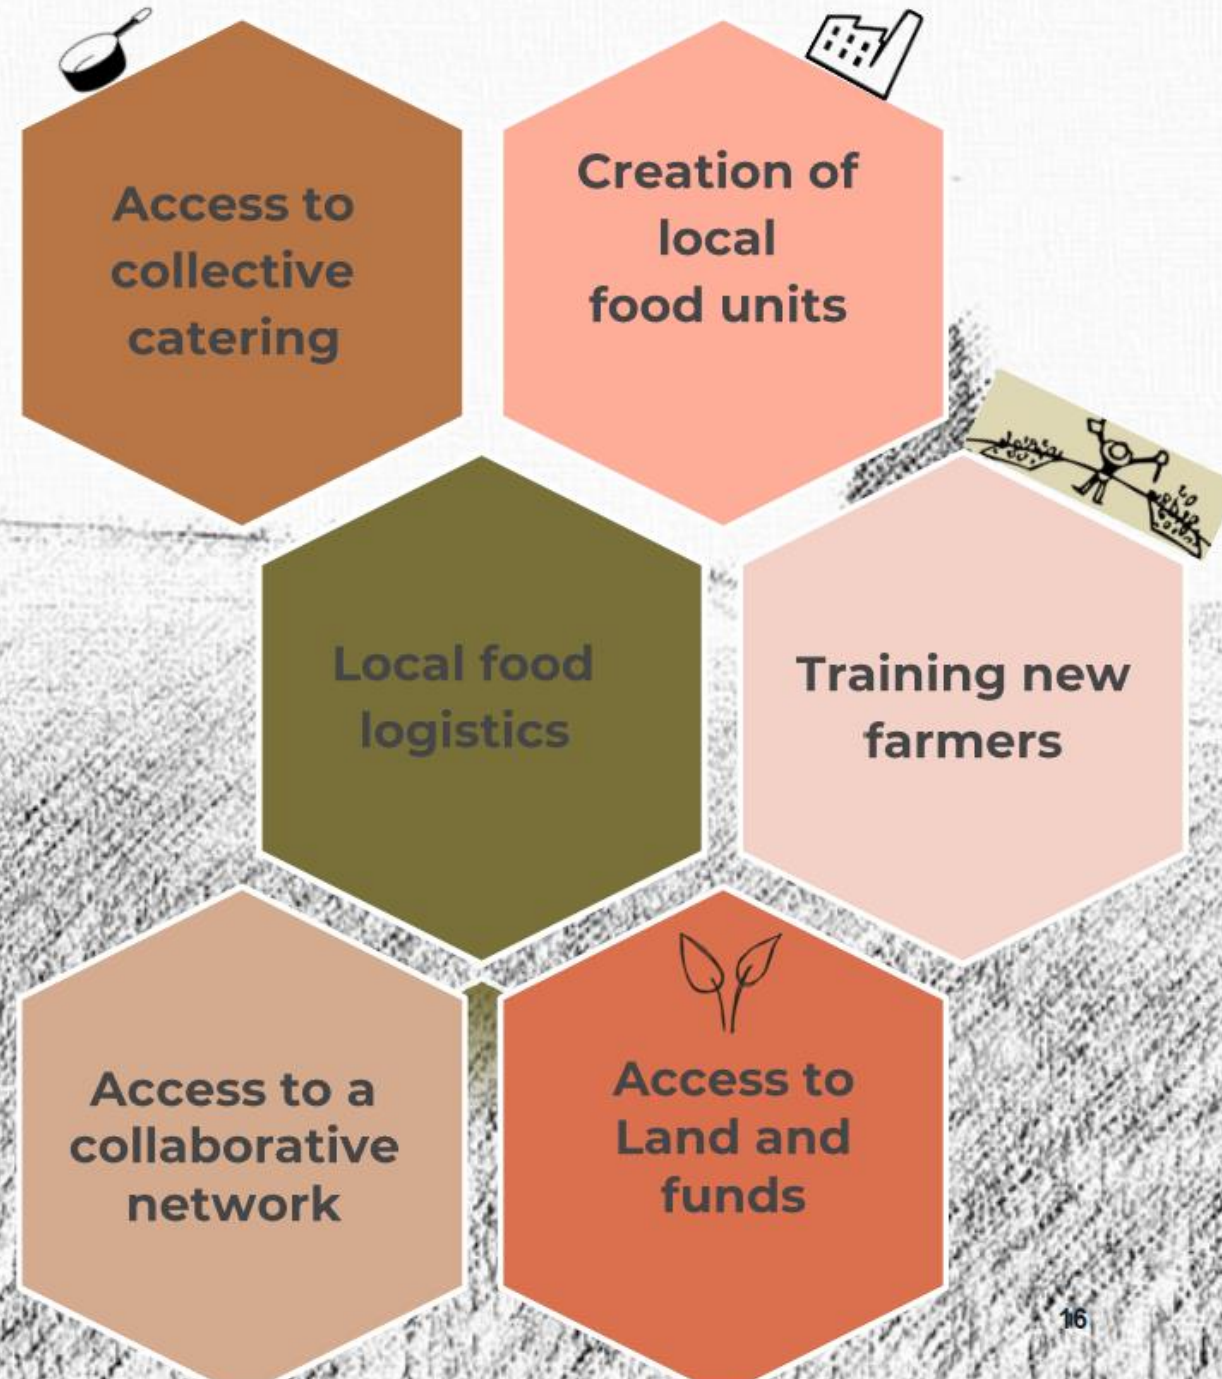 Access to
collective
catering
Creation of
local
food units
Local food
logistics
Training new
farmers
Access to a
collaborative
network
Access to
Land and
funds
16